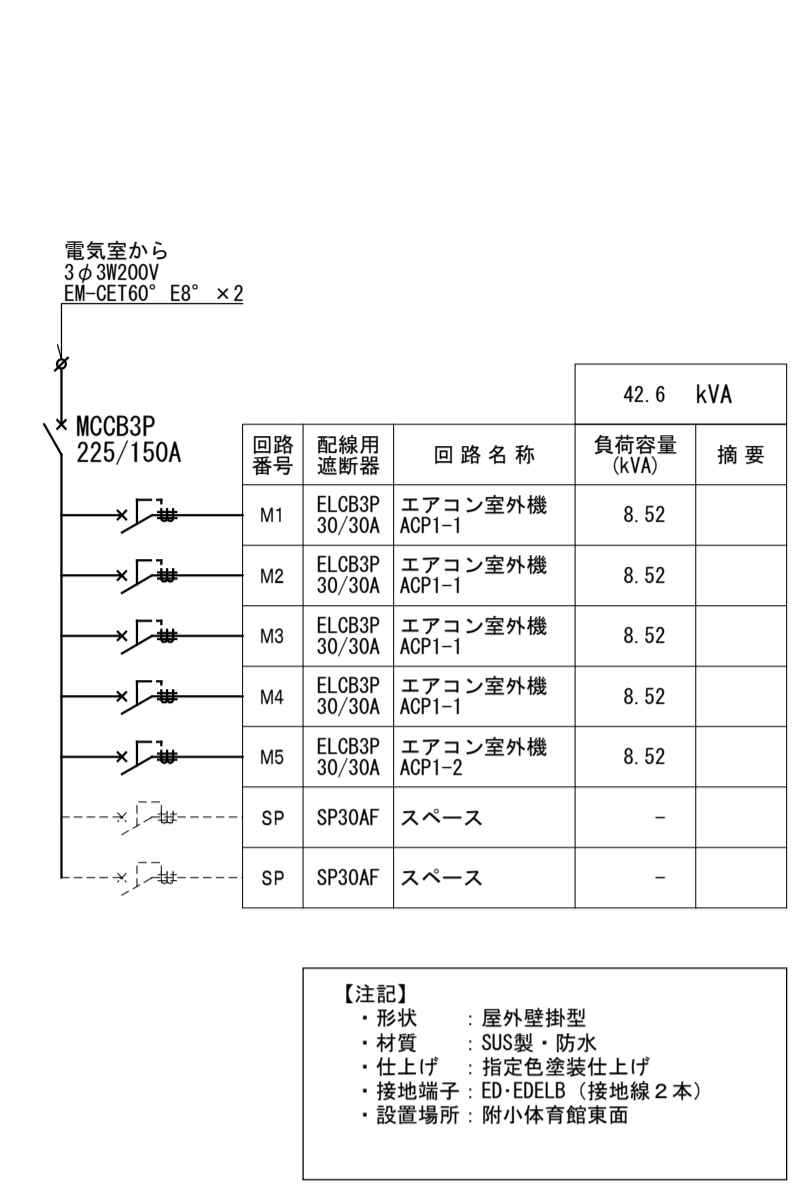 電気室から
3φ3W200V
EM-CET60° E8° ×2
MCCB3P
225/150A
42.6 kVA
回路番号 配線用遮断器 回路名称 負荷容量(kVA) 摘要
M1 ELCB3P 30/30A エアコン室外機 ACP1-1 8.52
M2 ELCB3P 30/30A エアコン室外機 ACP1-1 8.52
M3 ELCB3P 30/30A エアコン室外機 ACP1-1 8.52
M4 ELCB3P 30/30A エアコン室外機 ACP1-1 8.52
M5 ELCB3P 30/30A エアコン室外機 ACP1-2 8.52
SP SP30AF スペース −
SP SP30AF スペース −
【注記】
・形状 : 屋外壁掛型
・材質 : SUS製・防水
・仕上げ : 指定色塗装仕上げ
・接地端子 : ED・EDELB（接地線２本）
・設置場所 : 附小体育館東面